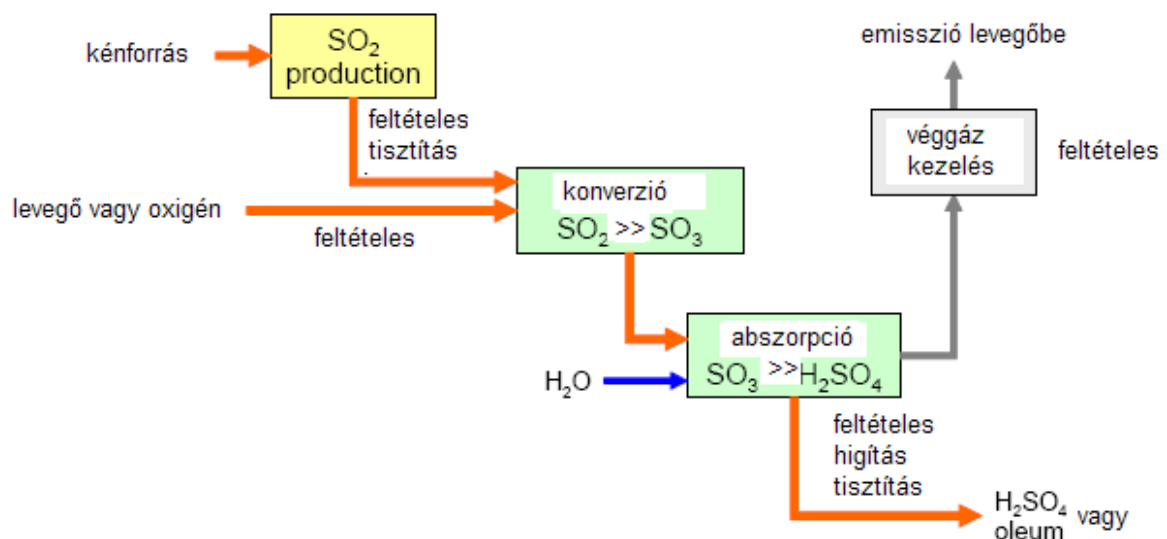 kénforrás
SO₂
production
feltételes
tisztítás
levegő vagy oxigén
feltételes
konverzió
SO₂ >> SO₃
abszorpció
SO₃ >> H₂SO₄
H₂O
emisszió levegőbe
véggáz
kezelés
feltételes
feltételes
higítás
tisztítás
H₂SO₄ vagy
oleum